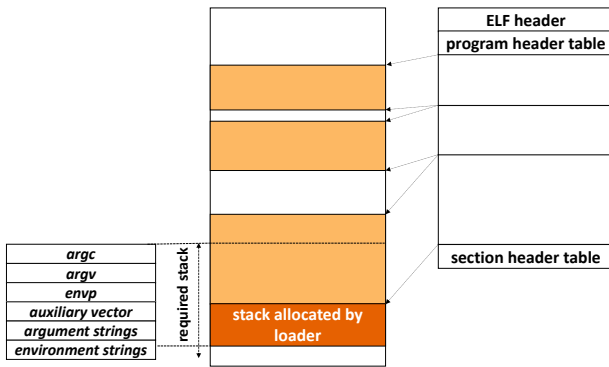 ELF header
program header table
section header table
argc
argv
envp
auxiliary vector
argument strings
environment strings
required stack
stack allocated by
loader